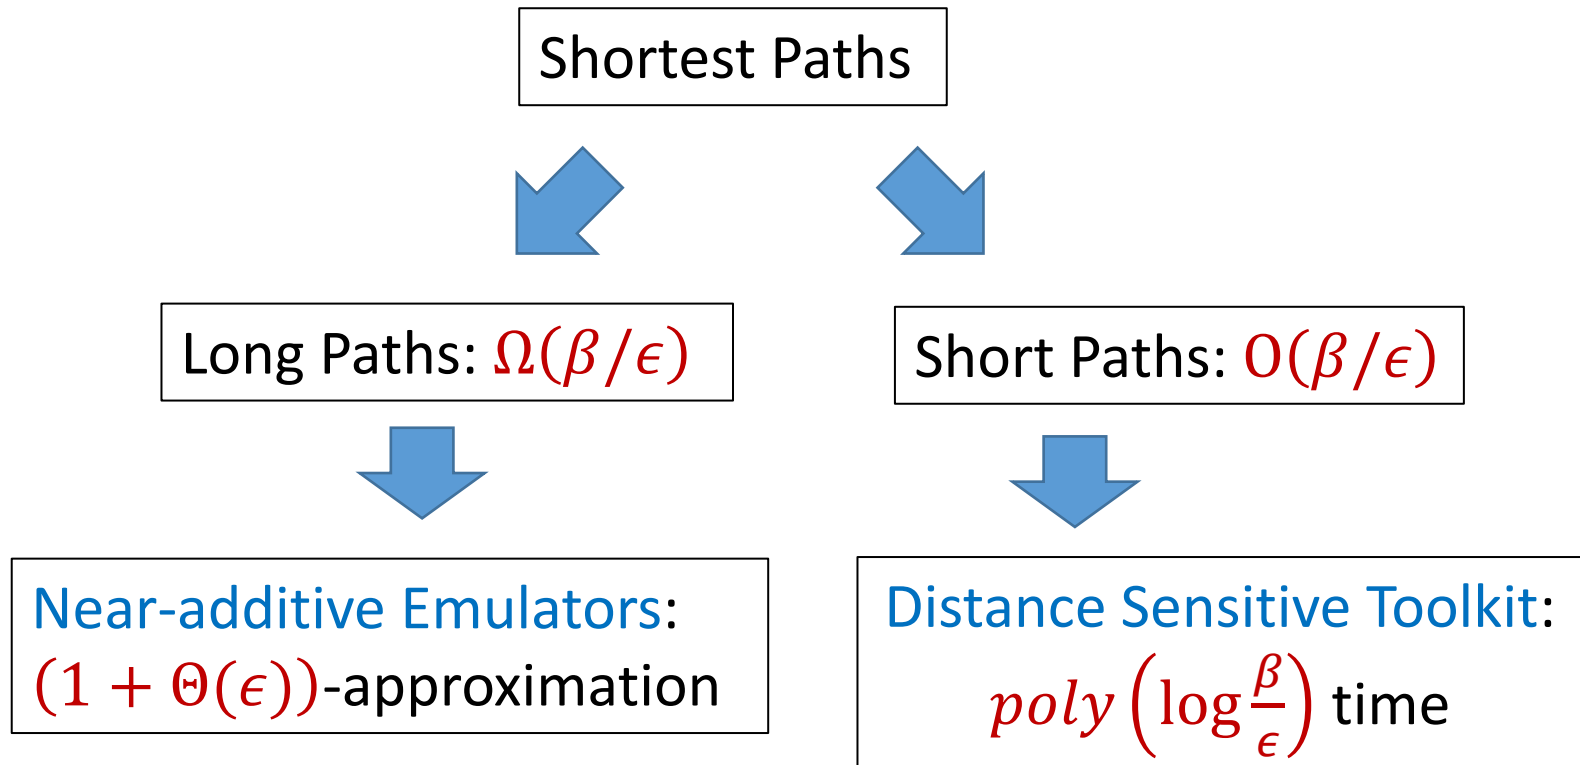 Shortest Paths
Long Paths: Ω(β/ϵ)
Short Paths: O(β/ϵ)
Near-additive Emulators:
(1 + Θ(ϵ))-approximation
Distance Sensitive Toolkit:
poly(log β/ϵ) time